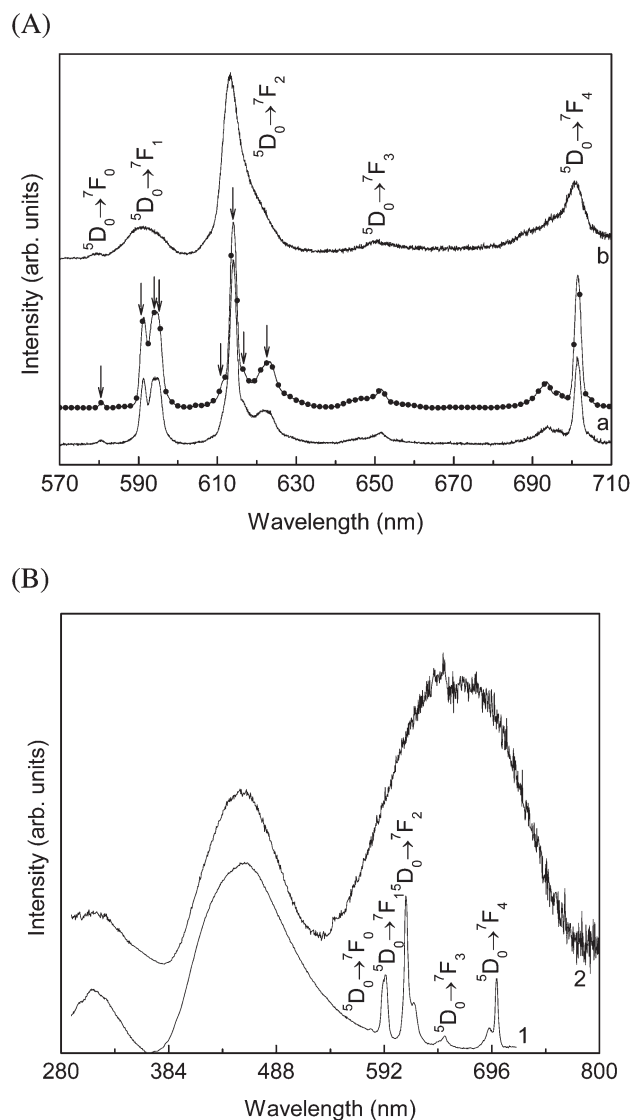 (A)
⁵D₀→⁷F₀
⁵D₀→⁷F₁
⁵D₀→⁷F₂
⁵D₀→⁷F₃
⁵D₀→⁷F₄
b
a
Intensity (arb. units)
570 590 610 630 650 670 690 710
Wavelength (nm)
(B)
⁵D₀→⁷F₀
⁵D₀→⁷F₁
⁵D₀→⁷F₂
⁵D₀→⁷F₃
⁵D₀→⁷F₄
2
1
Intensity (arb. units)
280 384 488 592 696 800
Wavelength (nm)